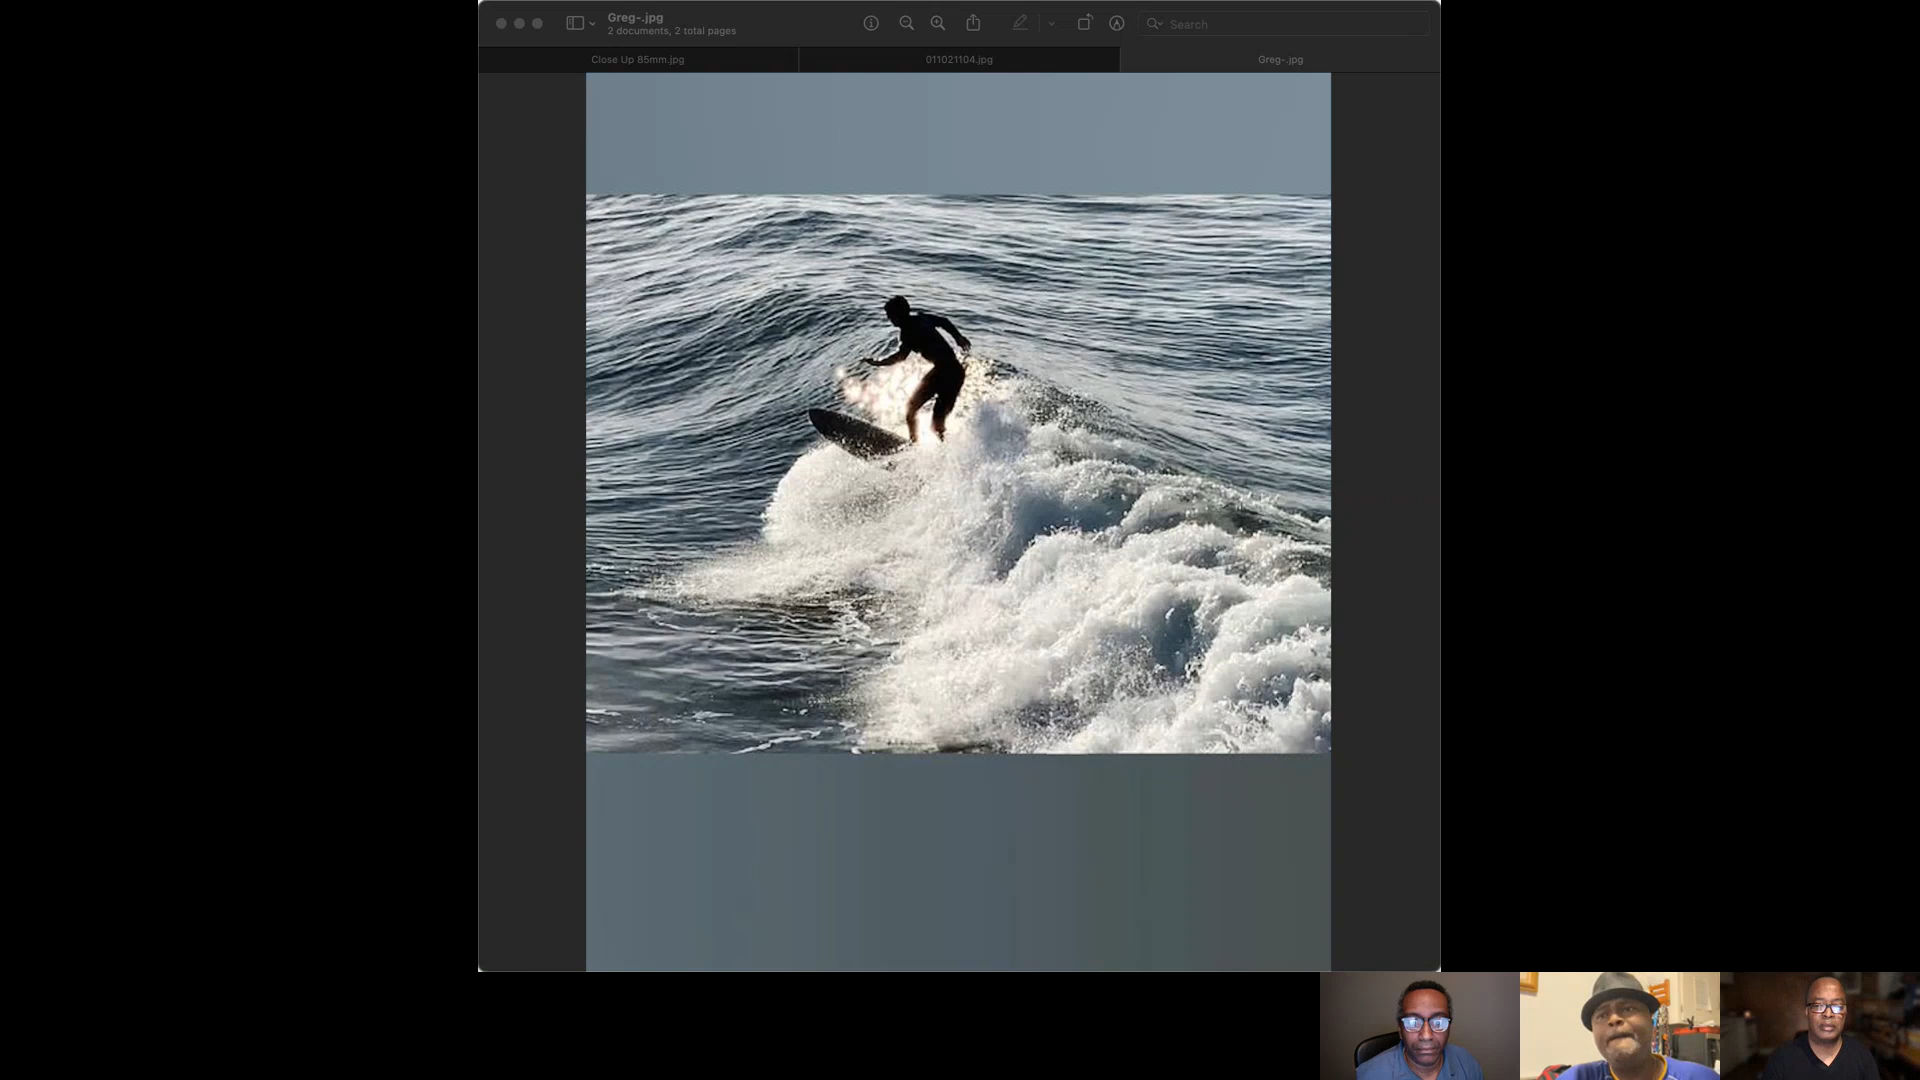 Greg-.jpg
2 documents, 2 total pages
Search
Close Up 85mm.jpg
011021104.jpg
Greg-.jpg